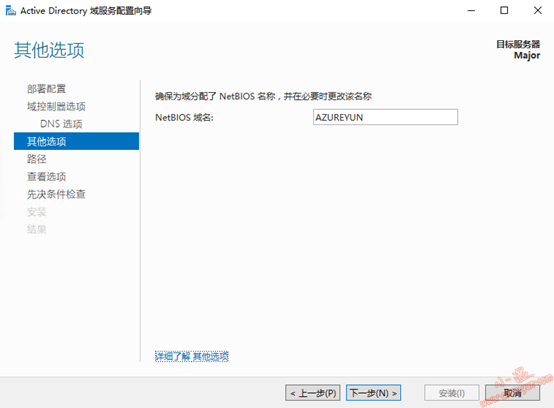 Active Directory 域服务配置向导
其他选项
目标服务器
Major
部署配置
域控制器选项
DNS 选项
其他选项
路径
查看选项
先决条件检查
安装
结果
确保为域分配了 NetBIOS 名称，并在必要时更改该名称
NetBIOS 域名:
AZUREYUN
详细了解 其他选项
< 上一步(P)
下一步(N) >
安装(I)
取消